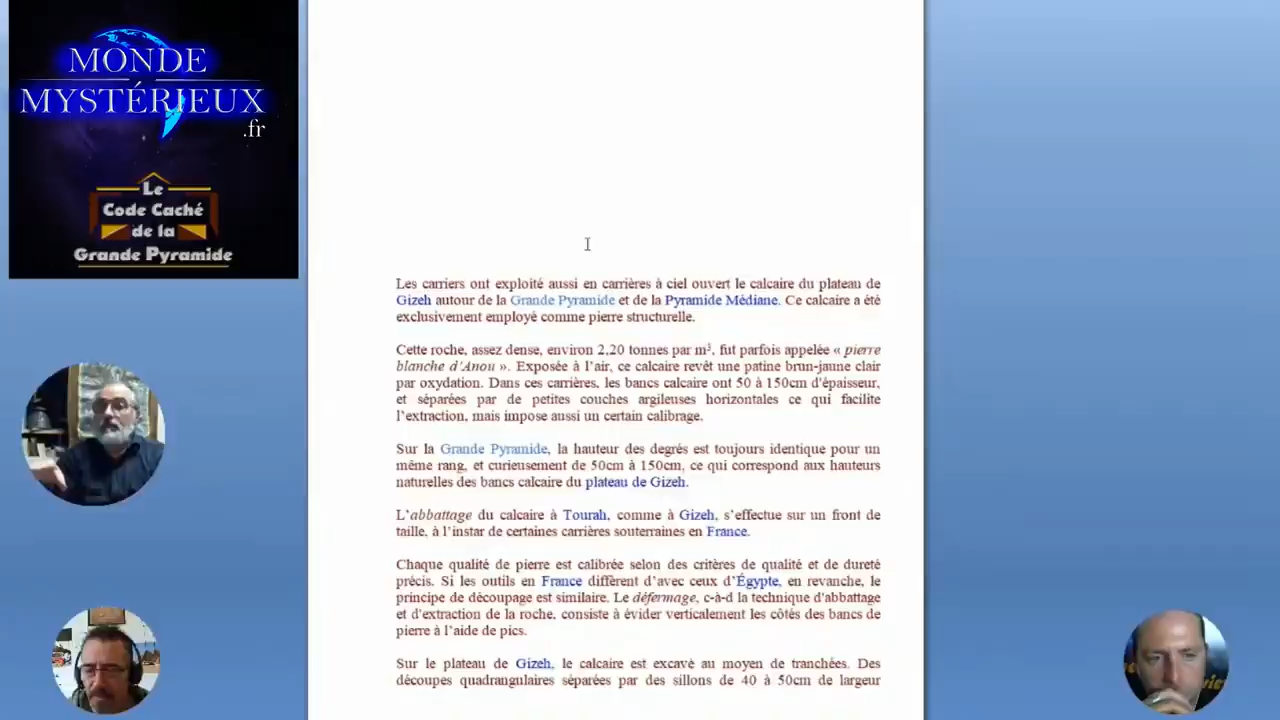 MONDE
MYSTÉRIEUX
.fr
Le
Code Caché
de la
Grande Pyramide
Les carriers ont exploité aussi en carrières à ciel ouvert le calcaire du plateau de
Gizeh autour de la Grande Pyramide et de la Pyramide Médiane. Ce calcaire a été
exclusivement employé comme pierre structurelle.
Cette roche, assez dense, environ 2,20 tonnes par m³, fut parfois appelée « pierre
blanche d'Anou ». Exposée à l'air, ce calcaire revêt une patine brun-jaune clair
par oxydation. Dans ces carrières, les bancs calcaire ont 50 à 150cm d'épaisseur,
et séparées par de petites couches argileuses horizontales ce qui facilite
l'extraction, mais impose aussi un certain calibrage.
Sur la Grande Pyramide, la hauteur des degrés est toujours identique pour un
même rang, et curieusement de 50cm à 150cm, ce qui correspond aux hauteurs
naturelles des bancs calcaire du plateau de Gizeh.
L'abbattage du calcaire à Tourah, comme à Gizeh, s'effectue sur un front de
taille, à l'instar de certaines carrières souterraines en France.
Chaque qualité de pierre est calibrée selon des critères de qualité et de dureté
précis. Si les outils en France diffèrent d'avec ceux d'Égypte, en revanche, le
principe de découpage est similaire. Le défermage, c-à-d la technique d'abbattage
et d'extraction de la roche, consiste à évider verticalement les côtés des bancs de
pierre à l'aide de pics.
Sur le plateau de Gizeh, le calcaire est excavé au moyen de tranchées. Des
découpes quadrangulaires séparées par des sillons de 40 à 50cm de largeur